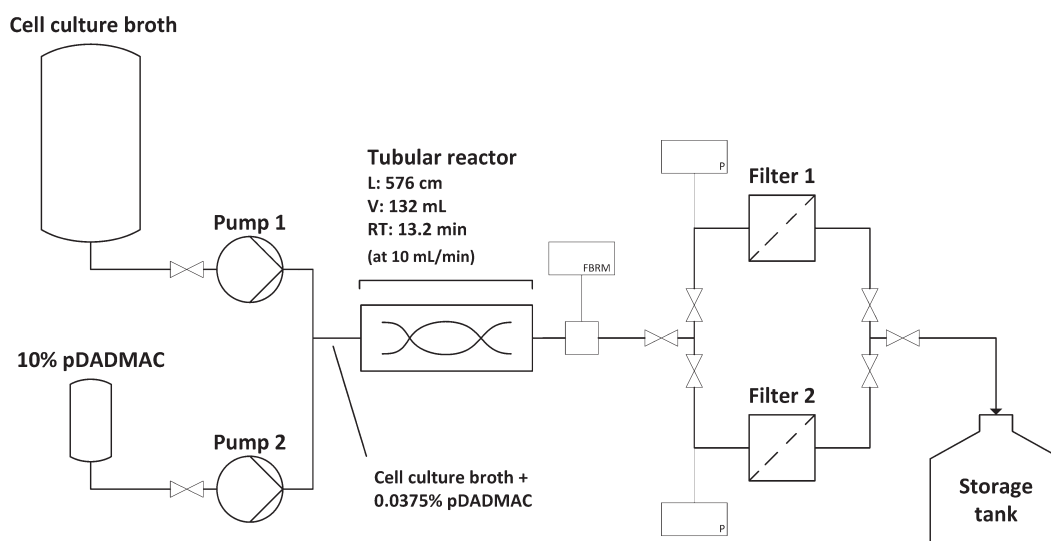 Cell culture broth
Pump 1
10% pDADMAC
Pump 2
Tubular reactor
L: 576 cm
V: 132 mL
RT: 13.2 min
(at 10 mL/min)
Cell culture broth +
0.0375% pDADMAC
FBRM
P
Filter 1
Filter 2
P
Storage
tank